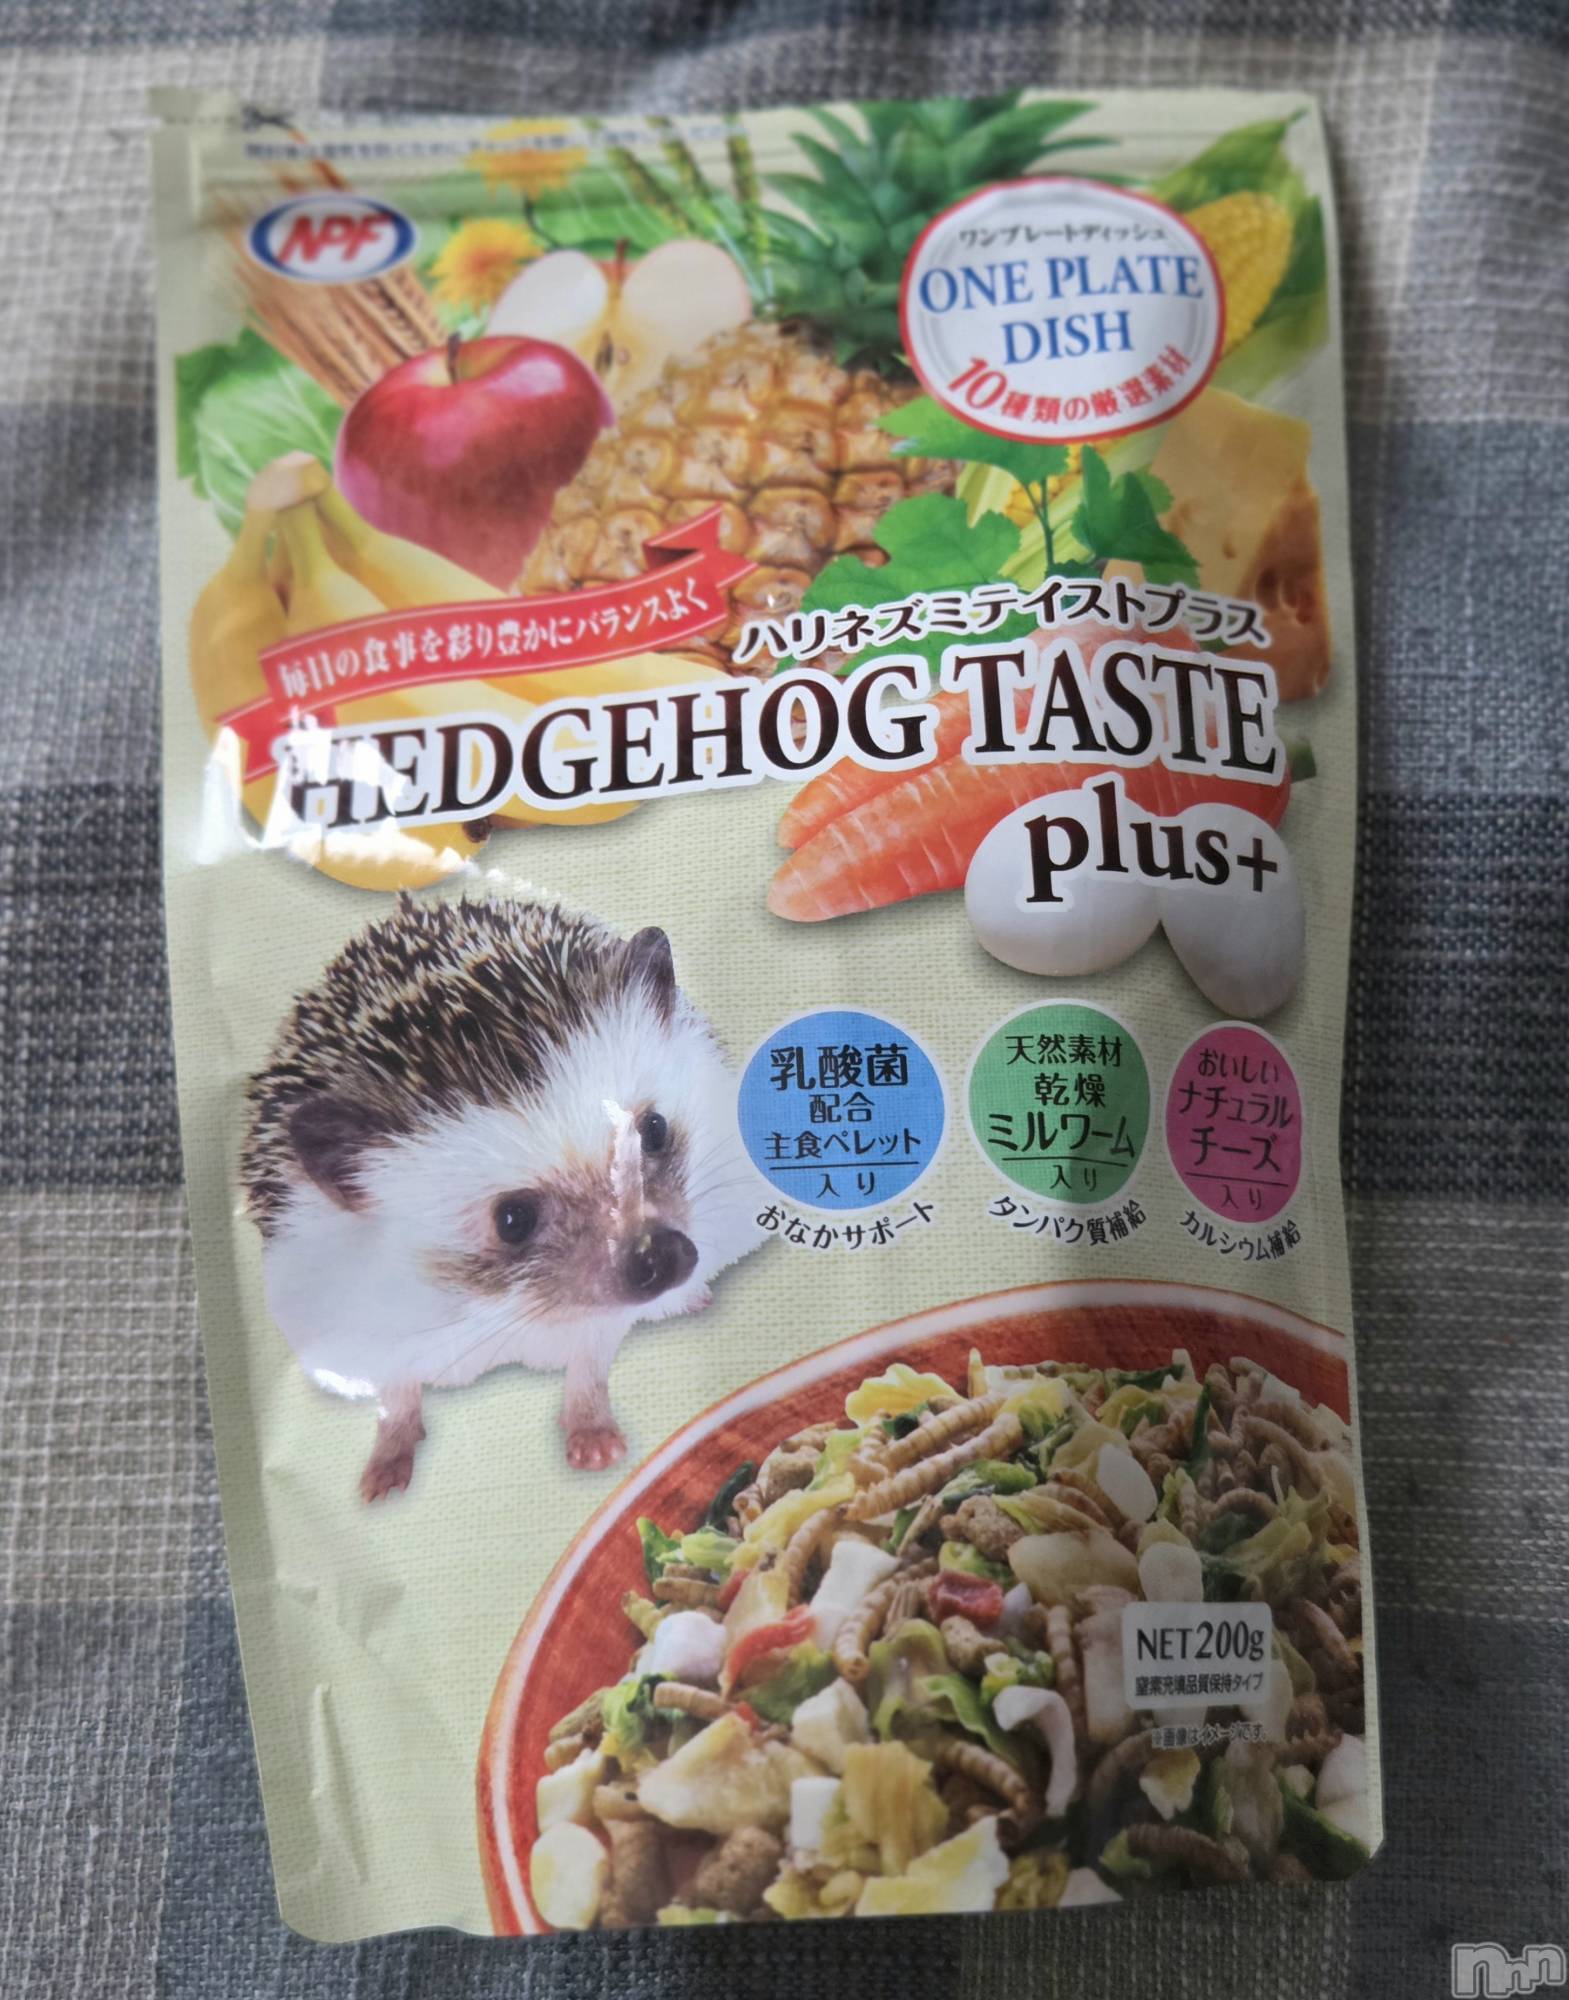 NPF
ワンプレートディッシュ
ONE PLATE
DISH
10種類の厳選素材
毎日の食事を彩り豊かにバランスよく
ハリネズミテイストプラス
HEDGEHOG TASTE
plus+
乳酸菌
配合
主食ペレット
入り
おなかサポート
天然素材
乾燥
ミルワーム
入り
タンパク質補給
おいしい
ナチュラル
チーズ
入り
カルシウム補給
NET200g
窒素充填品質保持タイプ
※画像はイメージです。
nnn